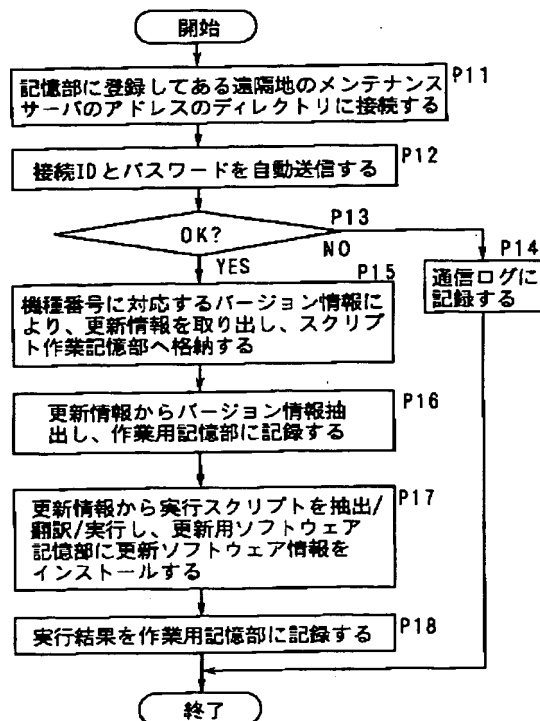 開始
記憶部に登録してある遠隔地のメンテナンス
サーバのアドレスのディレクトリに接続する
P11
接続IDとパスワードを自動送信する
P12
OK?
P13
NO
YES
P14
通信ログに
記録する
P15
機種番号に対応するバージョン情報に
より、更新情報を取り出し、スクリプ
ト作業記憶部へ格納する
更新情報からバージョン情報抽
出し、作業用記憶部に記録する
P16
更新情報から実行スクリプトを抽出/
翻訳/実行し、更新用ソフトウェア
記憶部に更新ソフトウェア情報を
インストールする
P17
実行結果を作業用記憶部に記録する
P18
終了